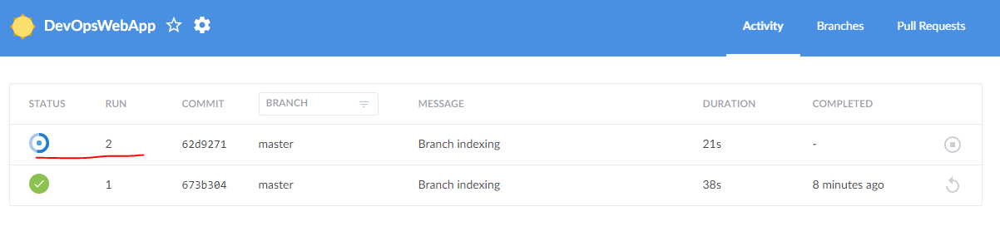 DevOpsWebApp Activity Branches Pull Requests
STATUS RUN COMMIT BRANCH MESSAGE DURATION COMPLETED
2 62d9271 master Branch indexing 21s -
1 673b304 master Branch indexing 38s 8 minutes ago